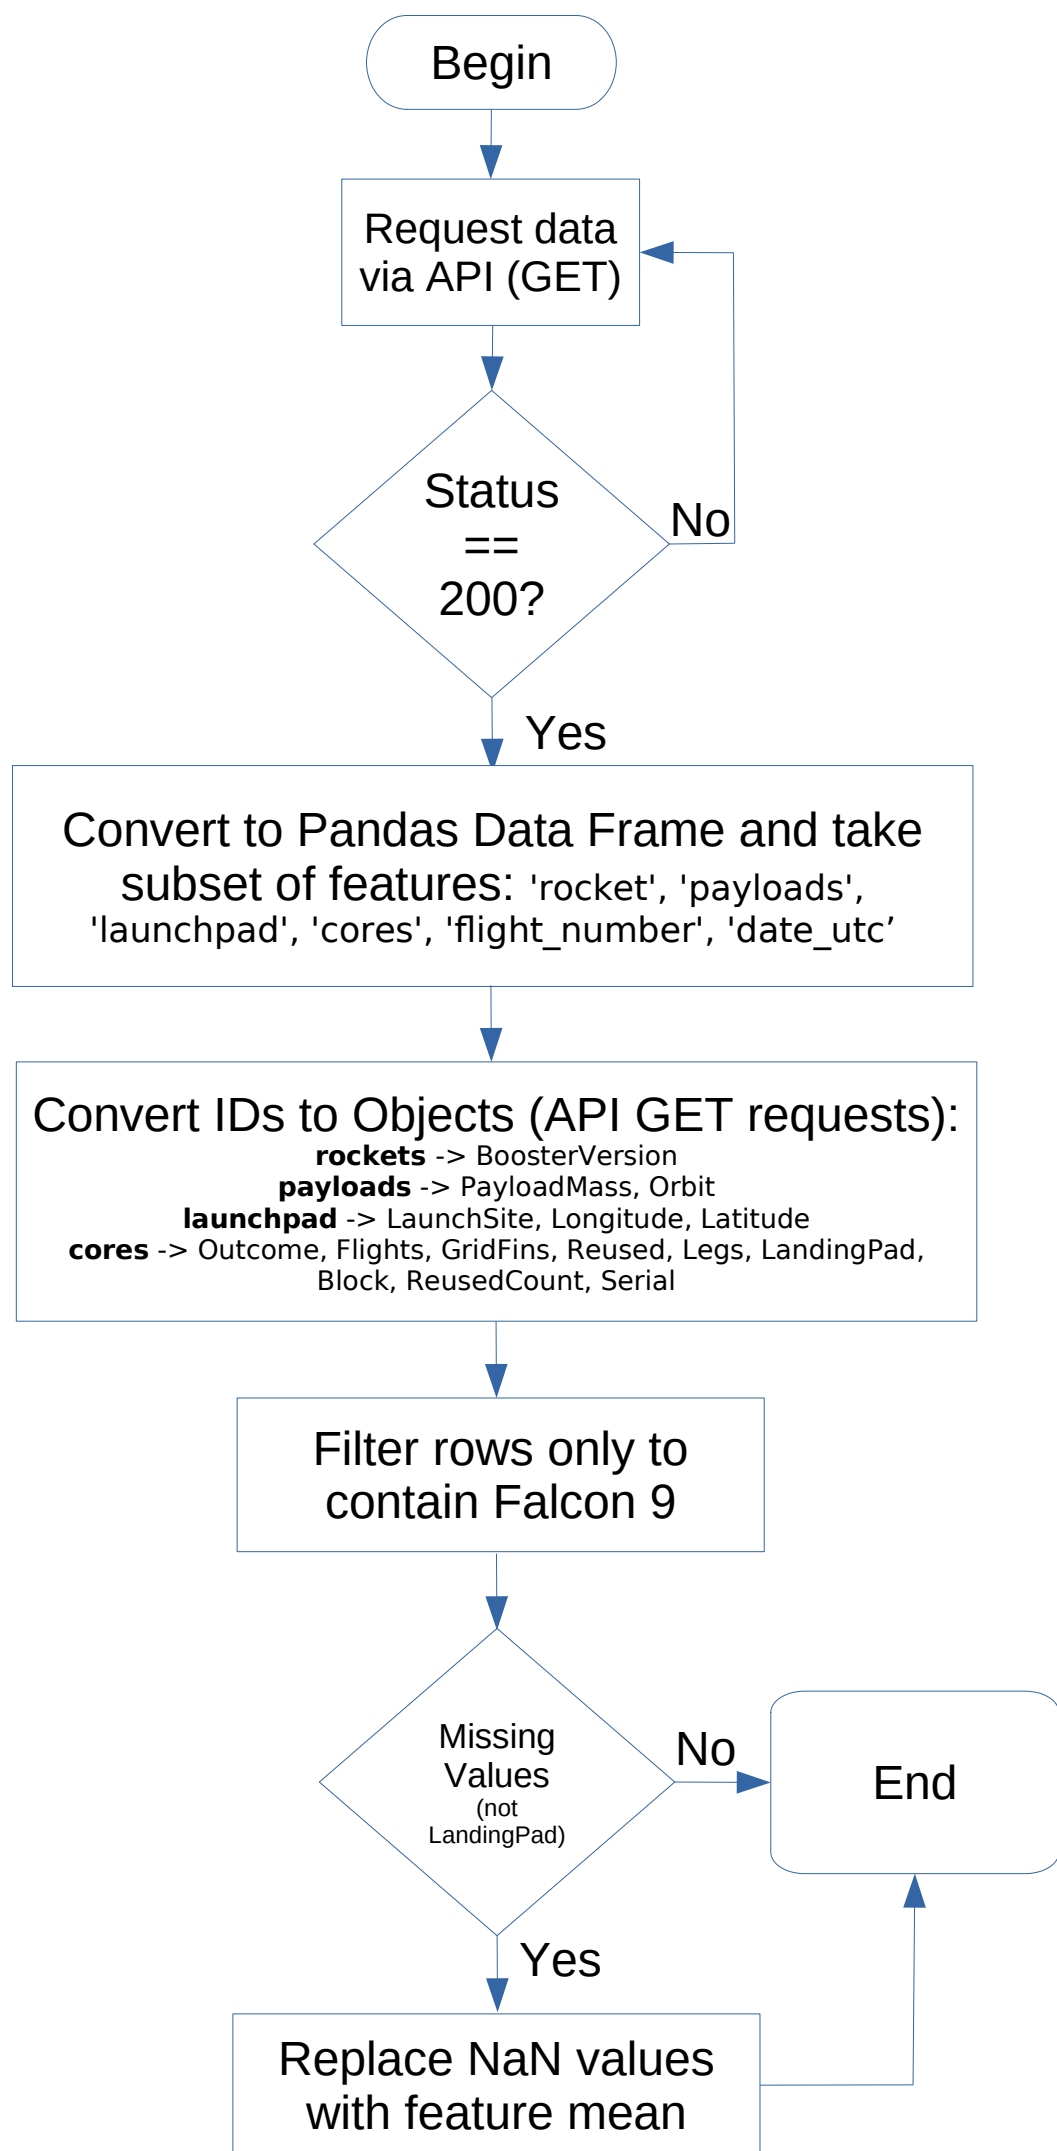 Begin
Request data
via API (GET)
Status
==
200?
No
Yes
Convert to Pandas Data Frame and take
subset of features: 'rocket', 'payloads',
'launchpad', 'cores', 'flight_number', 'date_utc’
Convert IDs to Objects (API GET requests):
rockets -> BoosterVersion
payloads -> PayloadMass, Orbit
launchpad -> LaunchSite, Longitude, Latitude
cores -> Outcome, Flights, GridFins, Reused, Legs, LandingPad,
Block, ReusedCount, Serial
Filter rows only to
contain Falcon 9
Missing
Values
(not
LandingPad)
No
End
Yes
Replace NaN values
with feature mean